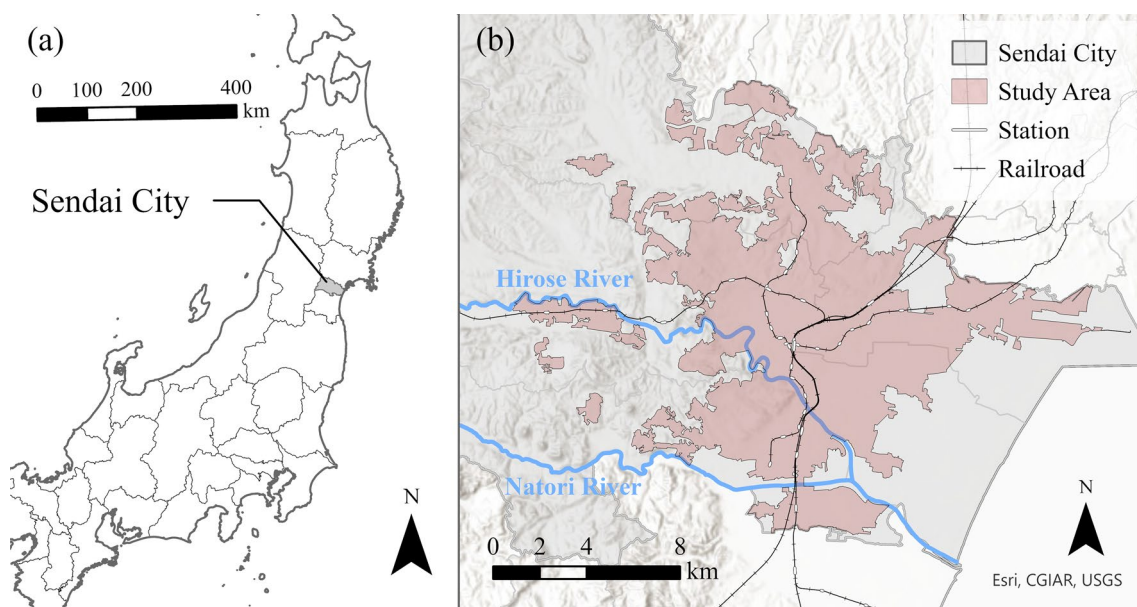 (a)
0 100 200 400
km
Sendai City
N
(b)
Sendai City
Study Area
Station
Railroad
Hirose River
Natori River
0 2 4 8
km
N
Esri, CGIAR, USGS